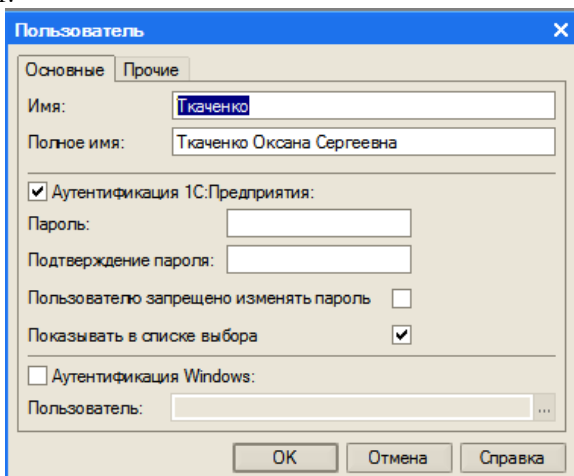 Пользователь
Основные Прочие
Имя: Ткаченко
Полное имя: Ткаченко Оксана Сергеевна
Аутентификация 1С:Предприятия:
Пароль:
Подтверждение пароля:
Пользователю запрещено изменять пароль
Показывать в списке выбора
Аутентификация Windows:
Пользователь: ...
OK Отмена Справка